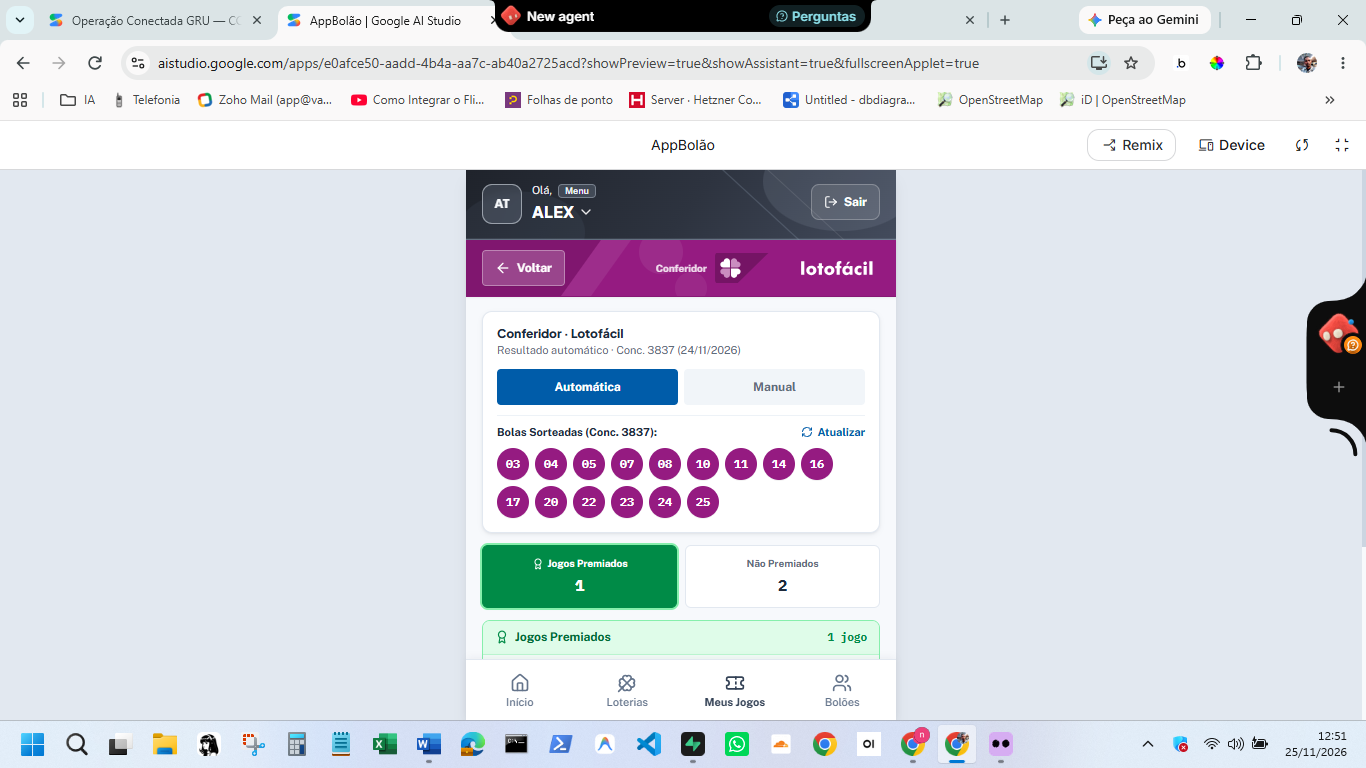 Operação Conectada GRU — CC
AppBolão | Google AI Studio
New agent
Perguntas
Peça ao Gemini
aistudio.google.com/apps/e0afce50-aadd-4b4a-aa7c-ab40a2725acd?showPreview=true&showAssistant=true&fullscreenApplet=true
IA
Telefonia
Zoho Mail (app@va...
Como Integrar o Fli...
Folhas de ponto
Server · Hetzner Co...
Untitled - dbdiagra...
OpenStreetMap
iD | OpenStreetMap
AppBolão
Remix
Device
AT
Olá,
Menu
ALEX
Sair
Voltar
Conferidor
lotofácil
Conferidor · Lotofácil
Resultado automático · Conc. 3837 (24/11/2026)
Automática
Manual
Bolas Sorteadas (Conc. 3837):
Atualizar
03 04 05 07 08 10 11 14 16
17 20 22 23 24 25
Jogos Premiados
1
Não Premiados
2
Jogos Premiados
1 jogo
Início
Loterias
Meus Jogos
Bolões
12:51
25/11/2026